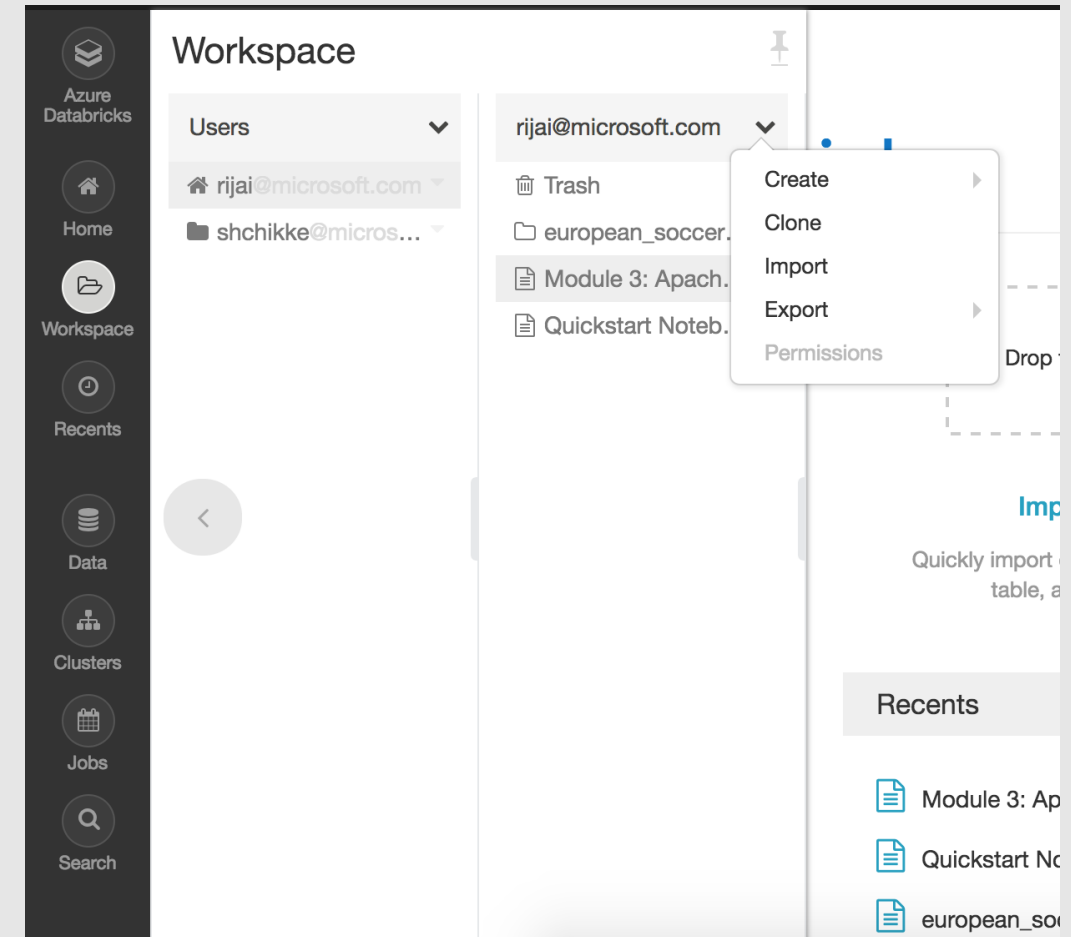 Azure
Databricks
Home
Workspace
Recents
Data
Clusters
Jobs
Search
Workspace
Users
rijai@microsoft.com
shchikke@micros...
rijai@microsoft.com
Trash
european_soccer.
Module 3: Apach.
Quickstart Noteb.
Create
Clone
Import
Export
Permissions
Drop
Imp
Quickly import
table, a
Recents
Module 3: Ap
Quickstart No
european_so